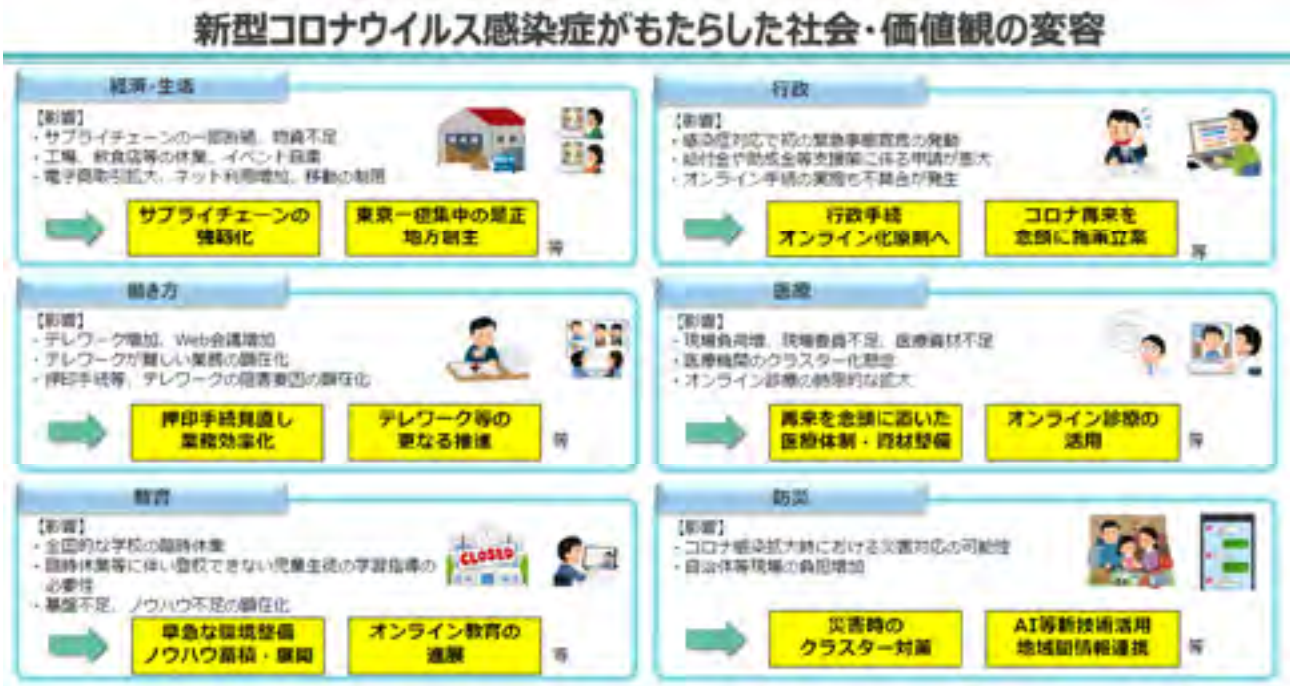 新型コロナウイルス感染症がもたらした社会・価値観の変容
経済・生活
【影響】
・サプライチェーンの一部断絶、物資不足
・工場、飲食店等の休業、イベント自粛
・電子商取引拡大、ネット利用増加、移動の制限
サプライチェーンの
強靱化
東京一極集中の是正
地方創生
等
行政
【影響】
・感染症対応で初の緊急事態宣言の発動
・給付金や助成金等支援策に係る申請が膨大
・オンライン手続の実施も不具合が発生
行政手続
オンライン化原則へ
コロナ再来を
念頭に施策立案
等
働き方
【影響】
・テレワーク増加、Web会議増加
・テレワークが難しい業務の顕在化
・押印手続等、テレワークの阻害要因の顕在化
押印手続見直し
業務効率化
テレワーク等の
更なる推進
等
医療
【影響】
・現場負荷増、現場要員不足、医療資材不足
・医療機関のクラスター化懸念
・オンライン診療の時限的な拡大
再来を念頭に置いた
医療体制・資材整備
オンライン診療の
活用
等
教育
【影響】
・全国的な学校の臨時休業
・臨時休業等に伴い登校できない児童生徒の学習指導の
必要性
・基盤不足、ノウハウ不足の顕在化
CLOSED
早急な環境整備
ノウハウ蓄積・展開
オンライン教育の
進展
等
防災
【影響】
・コロナ感染拡大時における災害対応の可能性
・自治体等現場の負担増加
災害時の
クラスター対策
AI等新技術活用
地域間情報連携
等